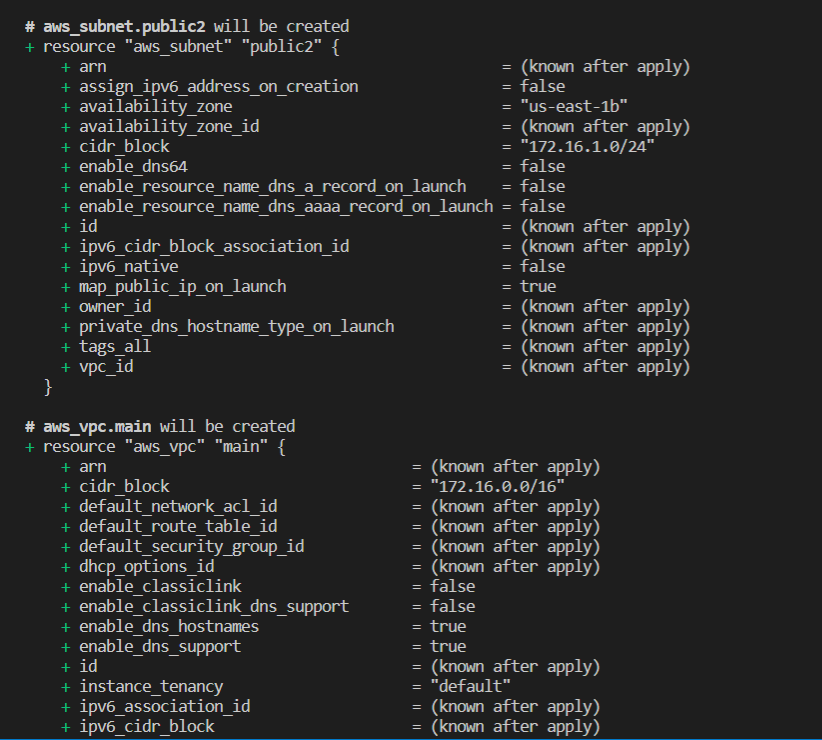 # aws_subnet.public2 will be created
+ resource "aws_subnet" "public2" {
+ arn = (known after apply)
+ assign_ipv6_address_on_creation = false
+ availability_zone = "us-east-1b"
+ availability_zone_id = (known after apply)
+ cidr_block = "172.16.1.0/24"
+ enable_dns64 = false
+ enable_resource_name_dns_a_record_on_launch = false
+ enable_resource_name_dns_aaaa_record_on_launch = false
+ id = (known after apply)
+ ipv6_cidr_block_association_id = (known after apply)
+ ipv6_native = false
+ map_public_ip_on_launch = true
+ owner_id = (known after apply)
+ private_dns_hostname_type_on_launch = (known after apply)
+ tags_all = (known after apply)
+ vpc_id = (known after apply)
}
# aws_vpc.main will be created
+ resource "aws_vpc" "main" {
+ arn = (known after apply)
+ cidr_block = "172.16.0.0/16"
+ default_network_acl_id = (known after apply)
+ default_route_table_id = (known after apply)
+ default_security_group_id = (known after apply)
+ dhcp_options_id = (known after apply)
+ enable_classiclink = false
+ enable_classiclink_dns_support = false
+ enable_dns_hostnames = true
+ enable_dns_support = true
+ id = (known after apply)
+ instance_tenancy = "default"
+ ipv6_association_id = (known after apply)
+ ipv6_cidr_block = (known after apply)